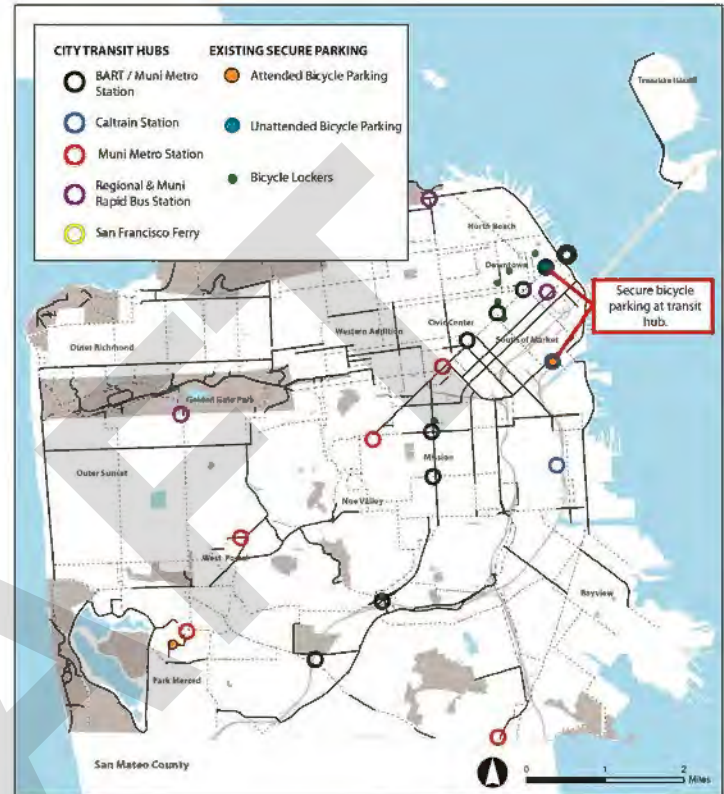 CITY TRANSIT HUBS
BART / Muni Metro
Station
Caltrain Station
Muni Metro Station
Regional & Muni
Rapid Bus Station
San Francisco Ferry
EXISTING SECURE PARKING
Attended Bicycle Parking
Unattended Bicycle Parking
Bicycle Lockers
Treasure Island
North Beach
Downtown
Secure bicycle
parking at transit
hub.
Civic Center
South of Market
Western Addition
Outer Richmond
Golden Gate Park
Mission
Outer Sunset
Noe Valley
West Portal
Bayview
Park Merced
San Mateo County
0 1 2
Miles